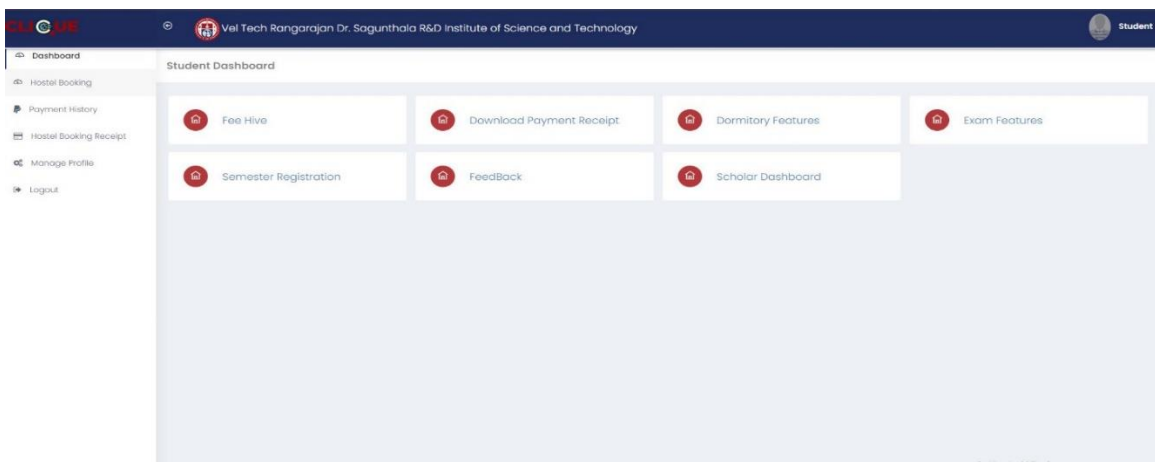 CLIQUE
Vel Tech Rangarajan Dr. Sagunthala R&D Institute of Science and Technology
Student
Dashboard
Hostel Booking
Payment History
Hostel Booking Receipt
Manage Profile
Logout
Student Dashboard
Fee Hive
Download Payment Receipt
Dormitory Features
Exam Features
Semester Registration
FeedBack
Scholar Dashboard